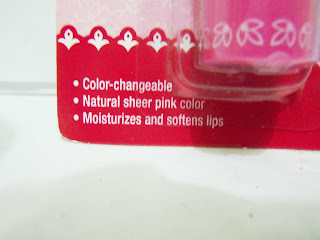 • Color-changeable
• Natural sheer pink color
• Moisturizes and softens lips